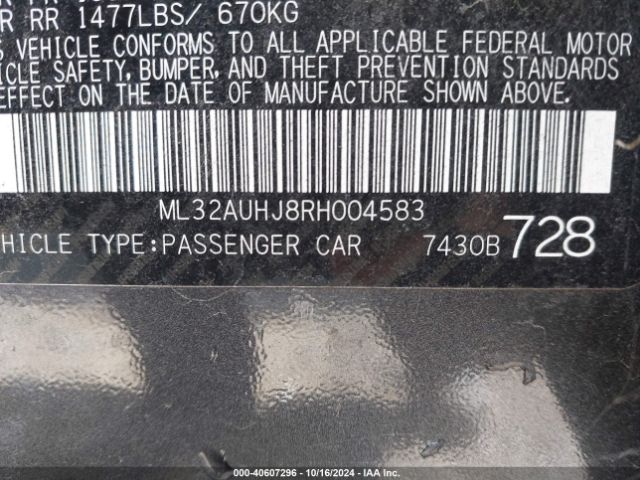 R RR 1477LBS/ 670KG
S VEHICLE CONFORMS TO ALL APPLICABLE FEDERAL MOTOR
ICLE SAFETY, BUMPER, AND THEFT PREVENTION STANDARDS
EFFECT ON THE DATE OF MANUFACTURE SHOWN ABOVE.
ML32AUHJ8RH004583
EHICLE TYPE:PASSENGER CAR 7430B 728
000-40607296 - 10/16/2024 - IAA Inc.